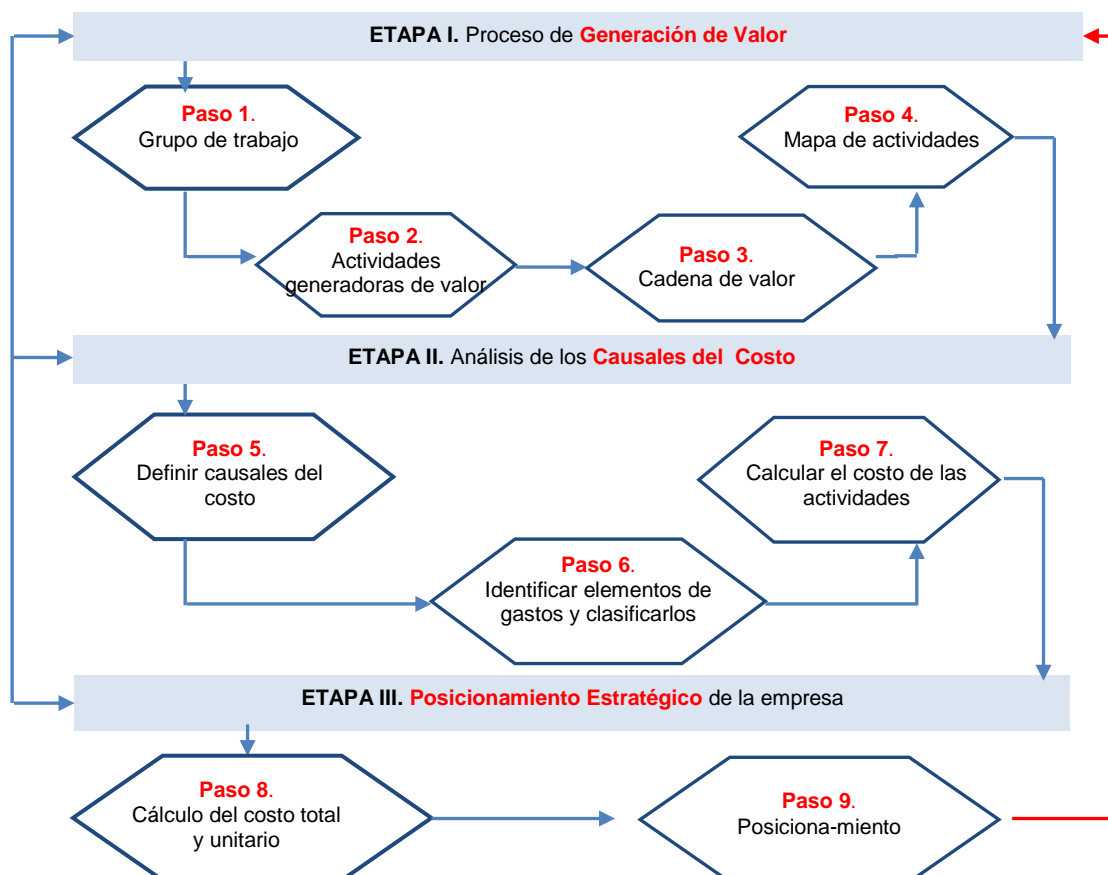 ETAPA I. Proceso de Generación de Valor
Paso 1.
Grupo de trabajo
Paso 2.
Actividades
generadoras de valor
Paso 3.
Cadena de valor
Paso 4.
Mapa de actividades
ETAPA II. Análisis de los Causales del Costo
Paso 5.
Definir causales del
costo
Paso 6.
Identificar elementos de
gastos y clasificarlos
Paso 7.
Calcular el costo de las
actividades
ETAPA III. Posicionamiento Estratégico de la empresa
Paso 8.
Cálculo del costo total
y unitario
Paso 9.
Posiciona-miento